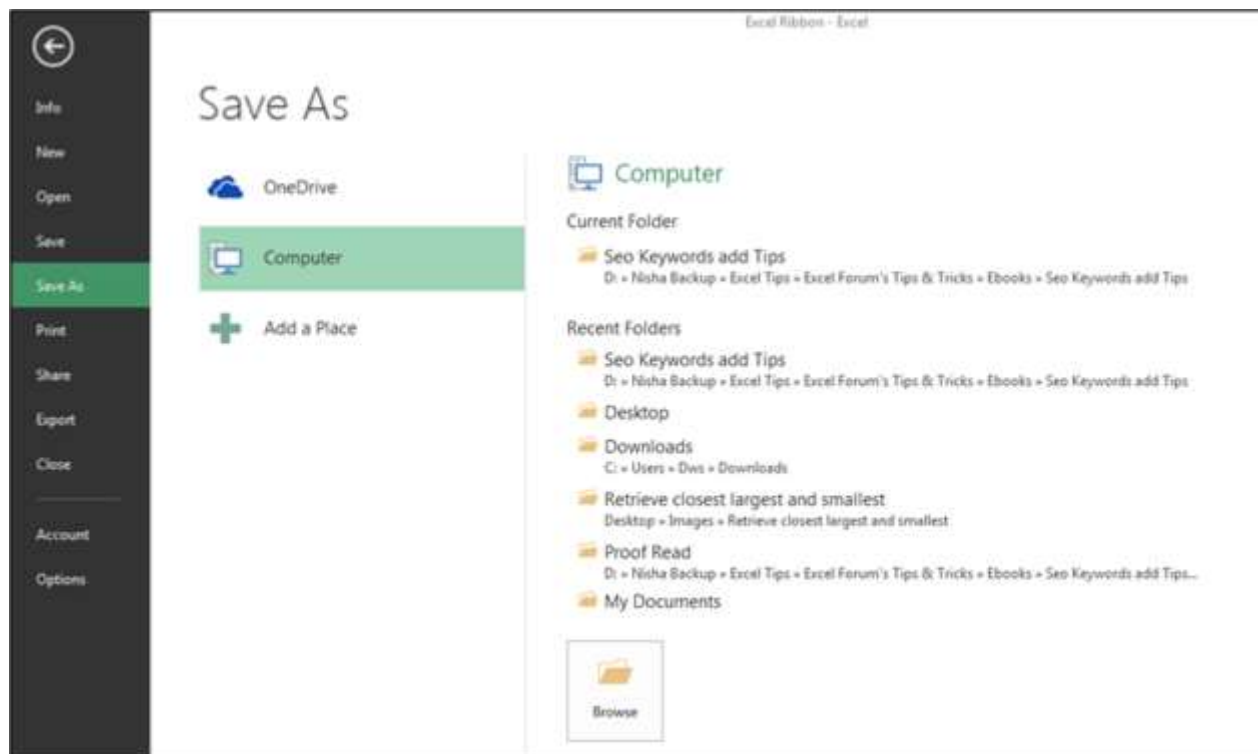 Excel Ribbon - Excel
Info
New
Open
Save
Save As
Print
Share
Export
Close
Account
Options
Save As
OneDrive
Computer
Add a Place
Computer
Current Folder
Seo Keywords add Tips
D: » Nisha Backup » Excel Tips » Excel Forum's Tips & Tricks » Ebooks » Seo Keywords add Tips
Recent Folders
Seo Keywords add Tips
D: » Nisha Backup » Excel Tips » Excel Forum's Tips & Tricks » Ebooks » Seo Keywords add Tips
Desktop
Downloads
C: » Users » Dws » Downloads
Retrieve closest largest and smallest
Desktop » Images » Retrieve closest largest and smallest
Proof Read
D: » Nisha Backup » Excel Tips » Excel Forum's Tips & Tricks » Ebooks » Seo Keywords add Tips...
My Documents
Browse